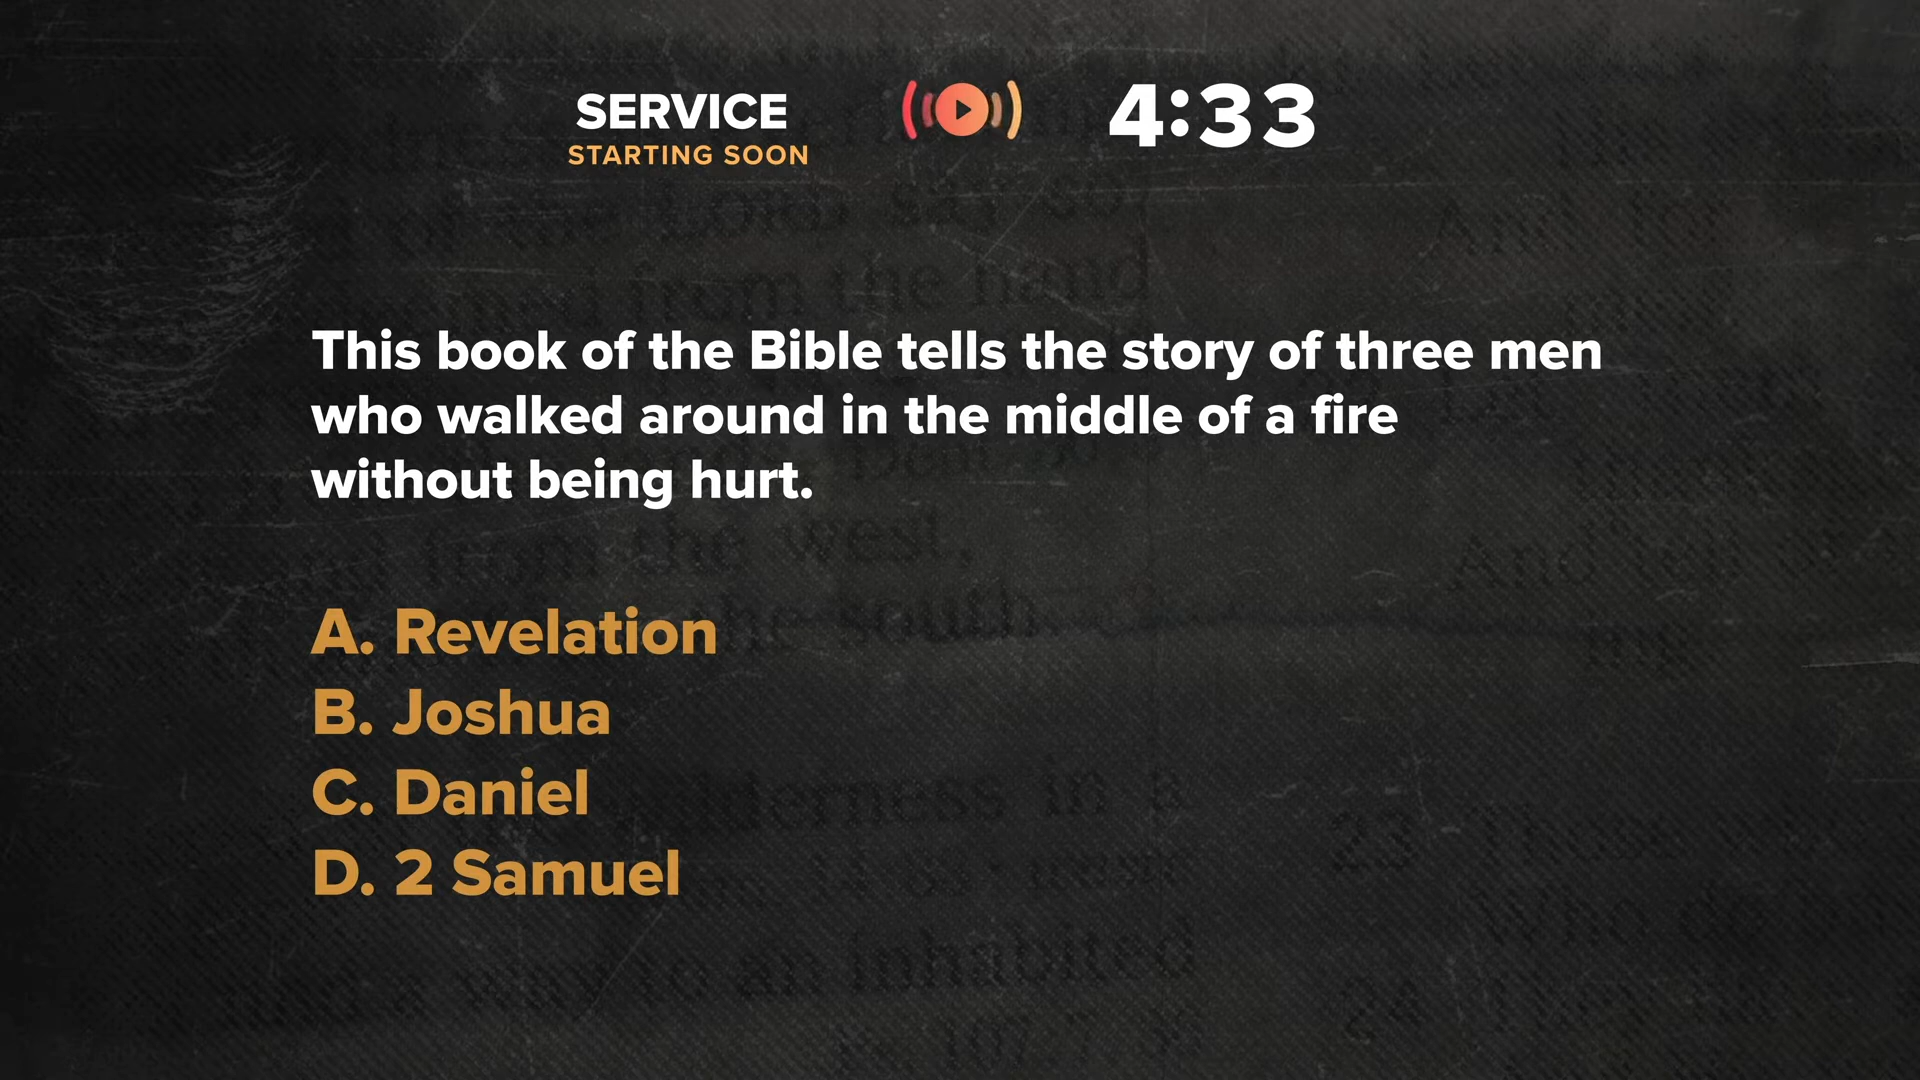 SERVICE
STARTING SOON
4:33
This book of the Bible tells the story of three men
who walked around in the middle of a fire
without being hurt.
A. Revelation
B. Joshua
C. Daniel
D. 2 Samuel